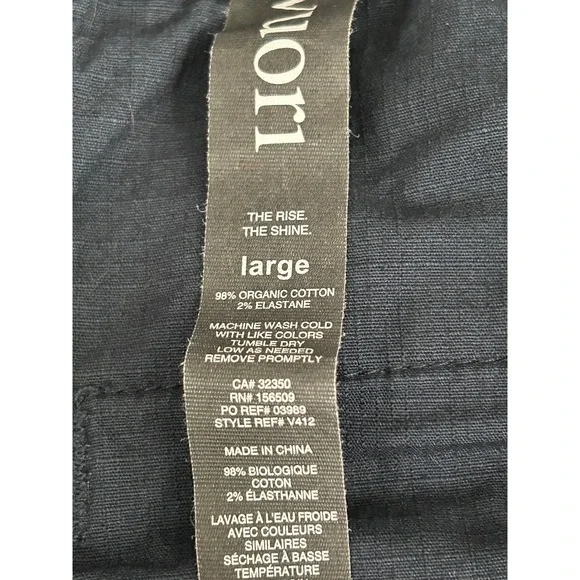 vuori
THE RISE.
THE SHINE.
large
98% ORGANIC COTTON
2% ELASTANE
MACHINE WASH COLD
WITH LIKE COLORS
TUMBLE DRY
LOW AS NEEDED
REMOVE PROMPTLY
CA# 32350
RN# 156509
PO REF# 03989
STYLE REF# V412
MADE IN CHINA
98% BIOLOGIQUE
COTON
2% ÉLASTHANNE
LAVAGE À L'EAU FROIDE
AVEC COULEURS
SIMILAIRES
SÉCHAGE À BASSE
TEMPÉRATURE